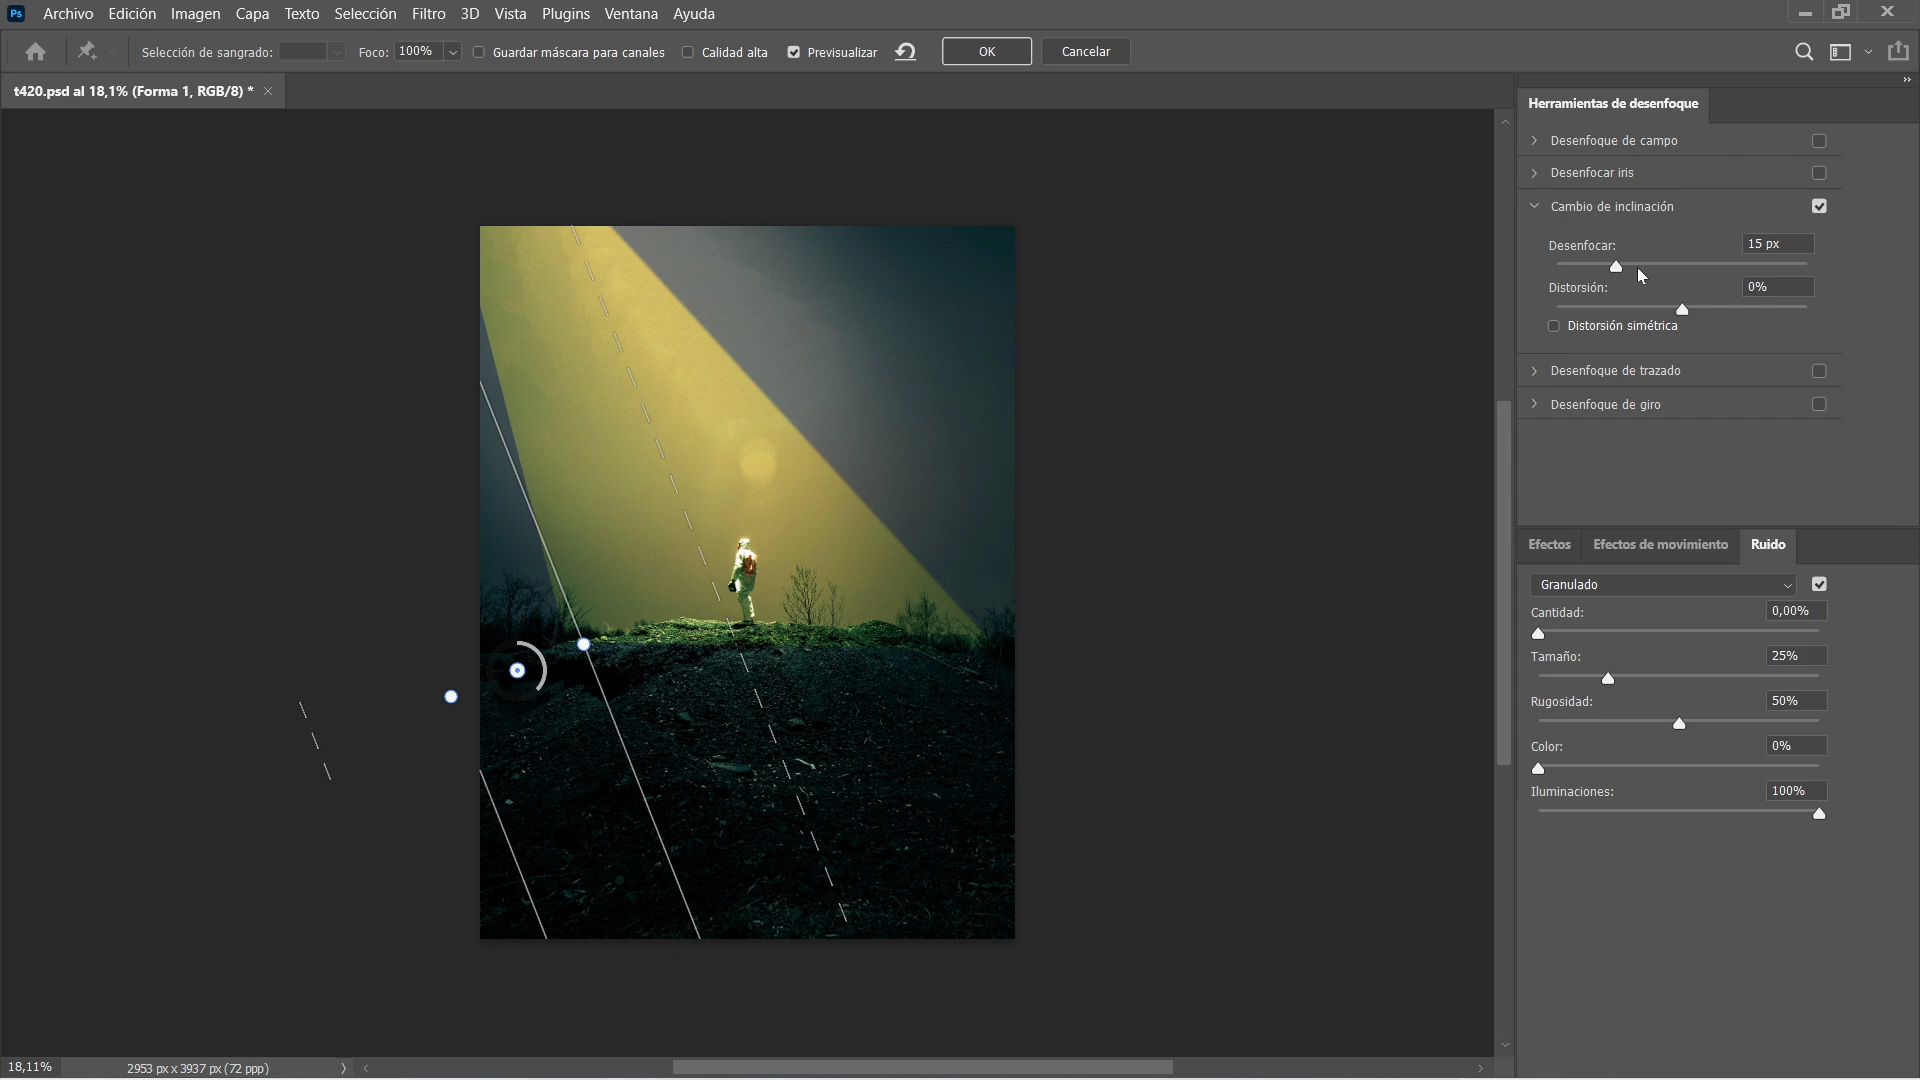 Ps Archivo Edición Imagen Capa Texto Selección Filtro 3D Vista Plugins Ventana Ayuda
Selección de sangrado: Foco: 100% Guardar máscara para canales Calidad alta Previsualizar OK Cancelar
t420.psd al 18,1% (Forma 1, RGB/8) *
Herramientas de desenfoque
Desenfoque de campo
Desenfocar iris
Cambio de inclinación
Desenfocar: 15 px
Distorsión: 0%
Distorsión simétrica
Desenfoque de trazado
Desenfoque de giro
Efectos Efectos de movimiento Ruido
Granulado
Cantidad: 0,00%
Tamaño: 25%
Rugosidad: 50%
Color: 0%
Iluminaciones: 100%
18,11% 2953 px x 3937 px (72 ppp)